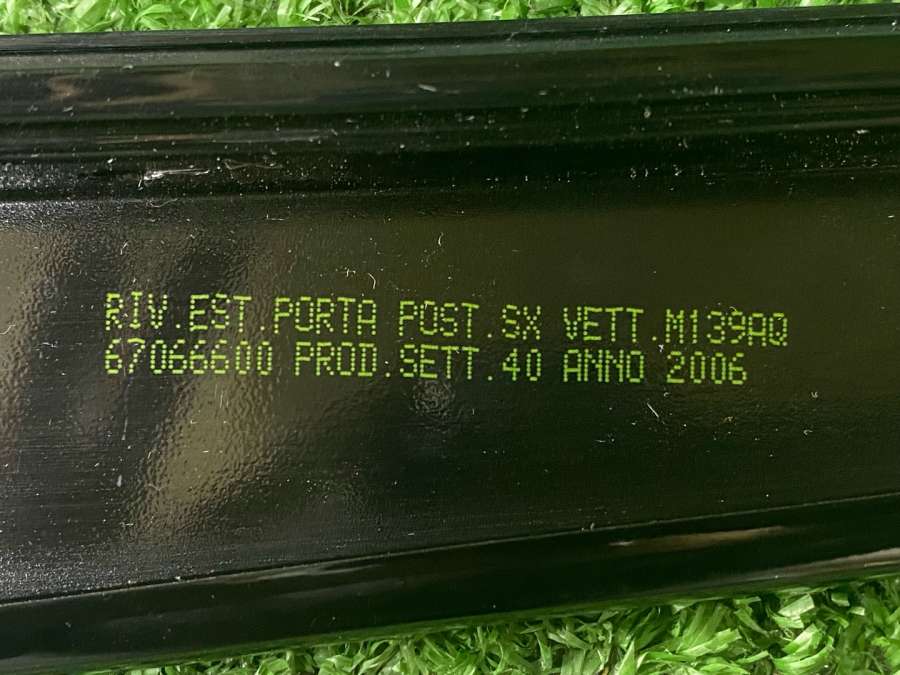 RIV.EST.PORTA POST.SX VETT.M139AQ
67066600 PROD.SETT.40 ANNO 2006